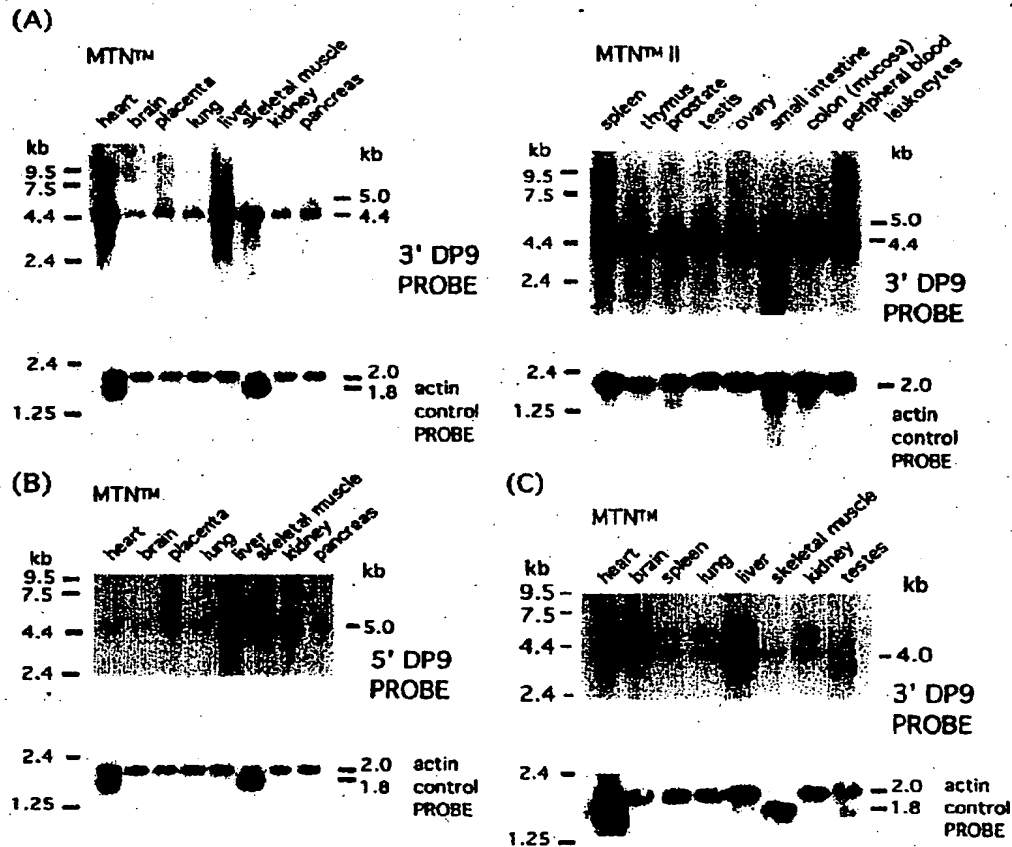 (A)
MTN™
heart
brain
placenta
lung
liver
skeletal muscle
kidney
pancreas
kb
9.5
7.5
4.4
2.4
kb
5.0
4.4
3' DP9
PROBE
2.4
1.25
2.0
1.8
actin
control
PROBE
MTN™ II
spleen
thymus
prostate
testis
ovary
small intestine
colon (mucosa)
peripheral blood
leukocytes
kb
9.5
7.5
4.4
2.4
kb
5.0
4.4
3' DP9
PROBE
2.4
1.25
2.0
actin
control
PROBE
(B)
MTN™
heart
brain
placenta
lung
liver
skeletal muscle
kidney
pancreas
kb
9.5
7.5
4.4
2.4
kb
5.0
5' DP9
PROBE
2.4
1.25
2.0
1.8
actin
control
PROBE
(C)
MTN™
heart
brain
spleen
lung
liver
skeletal muscle
kidney
testes
kb
9.5
7.5
4.4
2.4
kb
4.0
3' DP9
PROBE
2.4
1.25
2.0
1.8
actin
control
PROBE